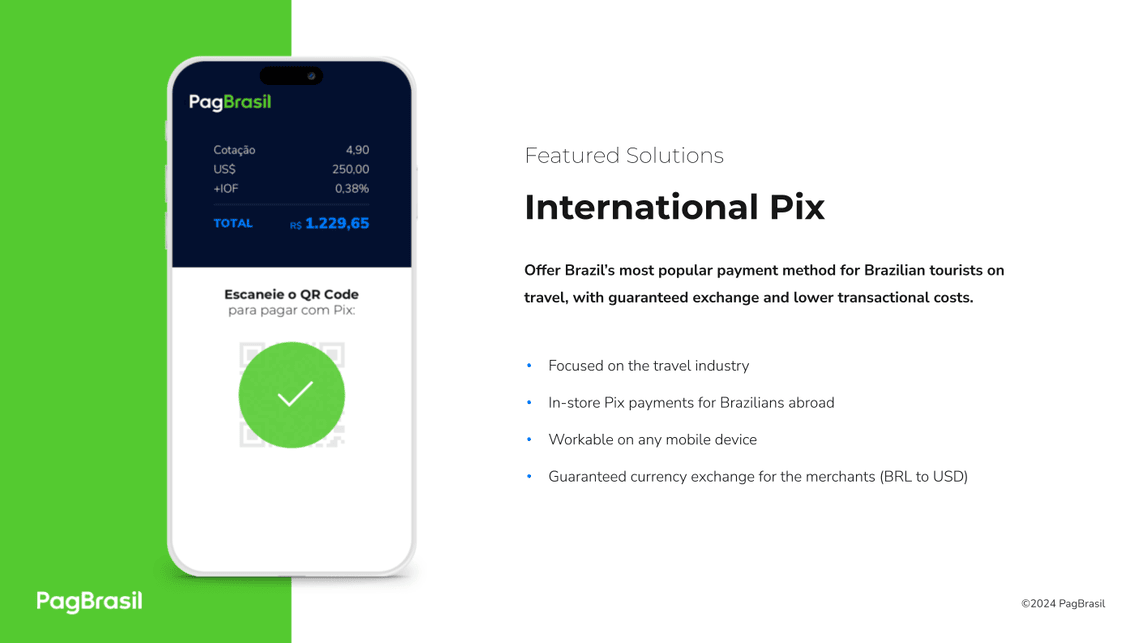 PagBrasil
Cotação 4,90
US$ 250,00
+IOF 0,38%
TOTAL R$ 1.229,65
Escaneie o QR Code
para pagar com Pix:
PagBrasil
Featured Solutions
International Pix
Offer Brazil’s most popular payment method for Brazilian tourists on
travel, with guaranteed exchange and lower transactional costs.
• Focused on the travel industry
• In-store Pix payments for Brazilians abroad
• Workable on any mobile device
• Guaranteed currency exchange for the merchants (BRL to USD)
©2024 PagBrasil